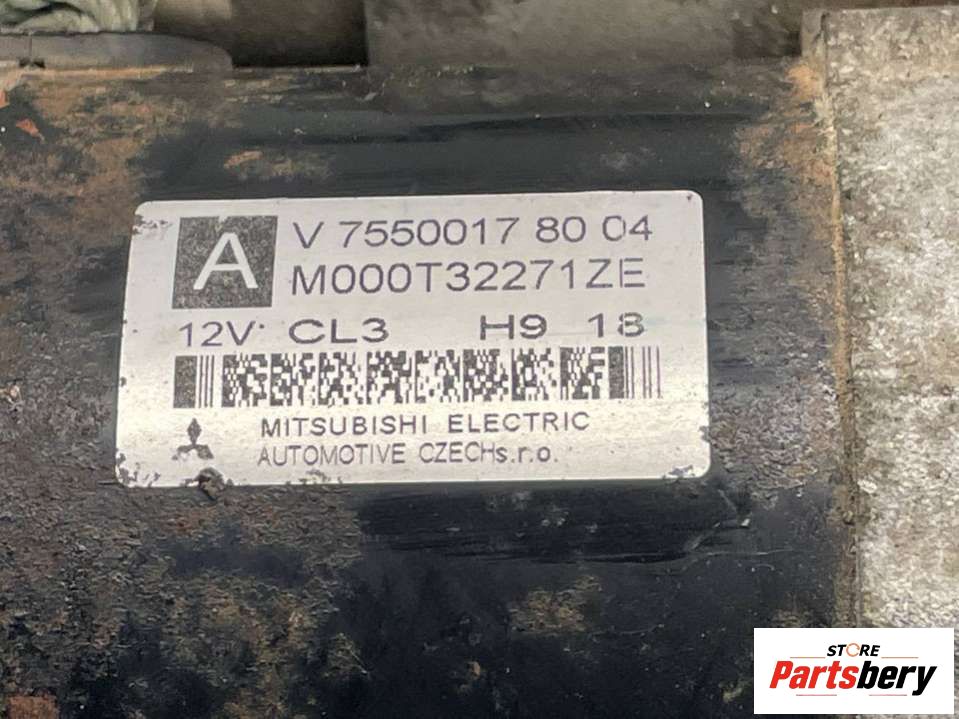 A
V 7550017 80 04
M000T32271ZE
12V CL3 H9 18
MITSUBISHI ELECTRIC
AUTOMOTIVE CZECHs.r.o.
STORE
Partsbery